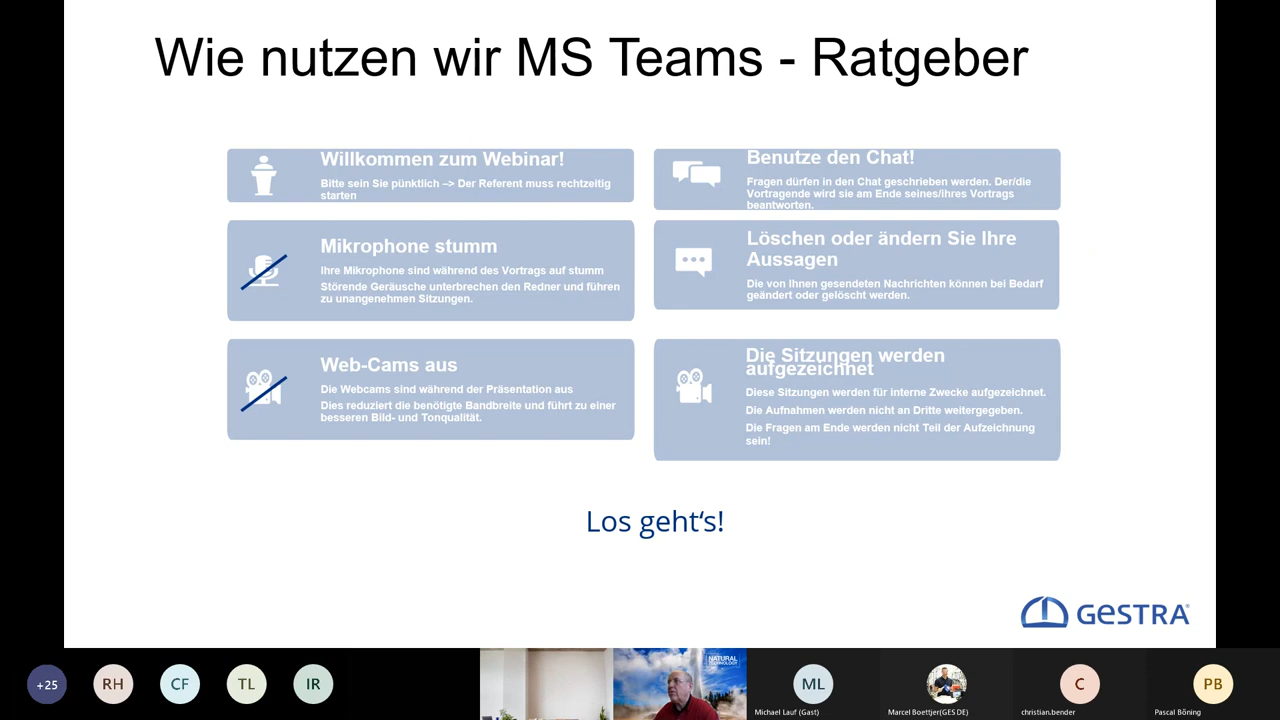 Wie nutzen wir MS Teams - Ratgeber
Willkommen zum Webinar!
Bitte sein Sie pünktlich –> Der Referent muss rechtzeitig
starten
Benutze den Chat!
Fragen dürfen in den Chat geschrieben werden. Der/die
Vortragende wird sie am Ende seines/ihres Vortrags
beantworten.
Mikrophone stumm
Ihre Mikrophone sind während des Vortrags auf stumm
Störende Geräusche unterbrechen den Redner und führen
zu unangenehmen Sitzungen.
Löschen oder ändern Sie Ihre
Aussagen
Die von Ihnen gesendeten Nachrichten können bei Bedarf
geändert oder gelöscht werden.
Web-Cams aus
Die Webcams sind während der Präsentation aus
Dies reduziert die benötigte Bandbreite und führt zu einer
besseren Bild- und Tonqualität.
Die Sitzungen werden
aufgezeichnet
Diese Sitzungen werden für interne Zwecke aufgezeichnet.
Die Aufnahmen werden nicht an Dritte weitergegeben.
Die Fragen am Ende werden nicht Teil der Aufzeichnung
sein!
Los geht‘s!
GESTRA®
+25
RH
CF
TL
IR
NATURAL
TECHNOLOGY
ML
Michael Lauf (Gast)
Marcel Boettjer(GES DE)
C
christian.bender
PB
Pascal Böning